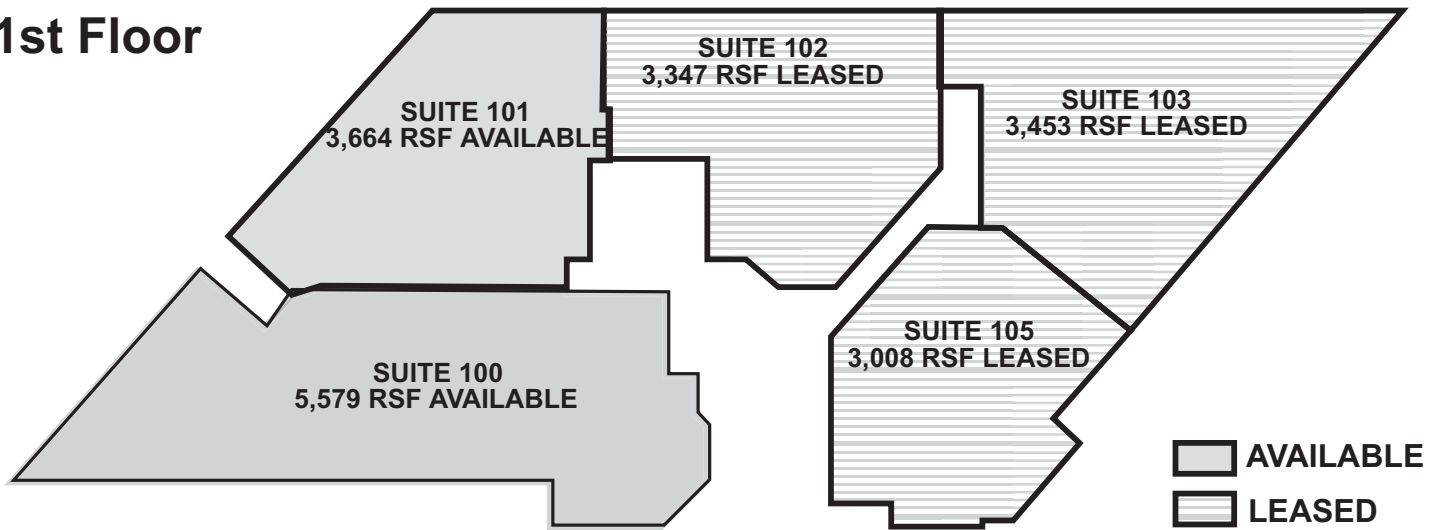 1st Floor
SUITE 102
3,347 RSF LEASED
SUITE 101
3,664 RSF AVAILABLE
SUITE 103
3,453 RSF LEASED
SUITE 105
3,008 RSF LEASED
SUITE 100
5,579 RSF AVAILABLE
AVAILABLE
LEASED